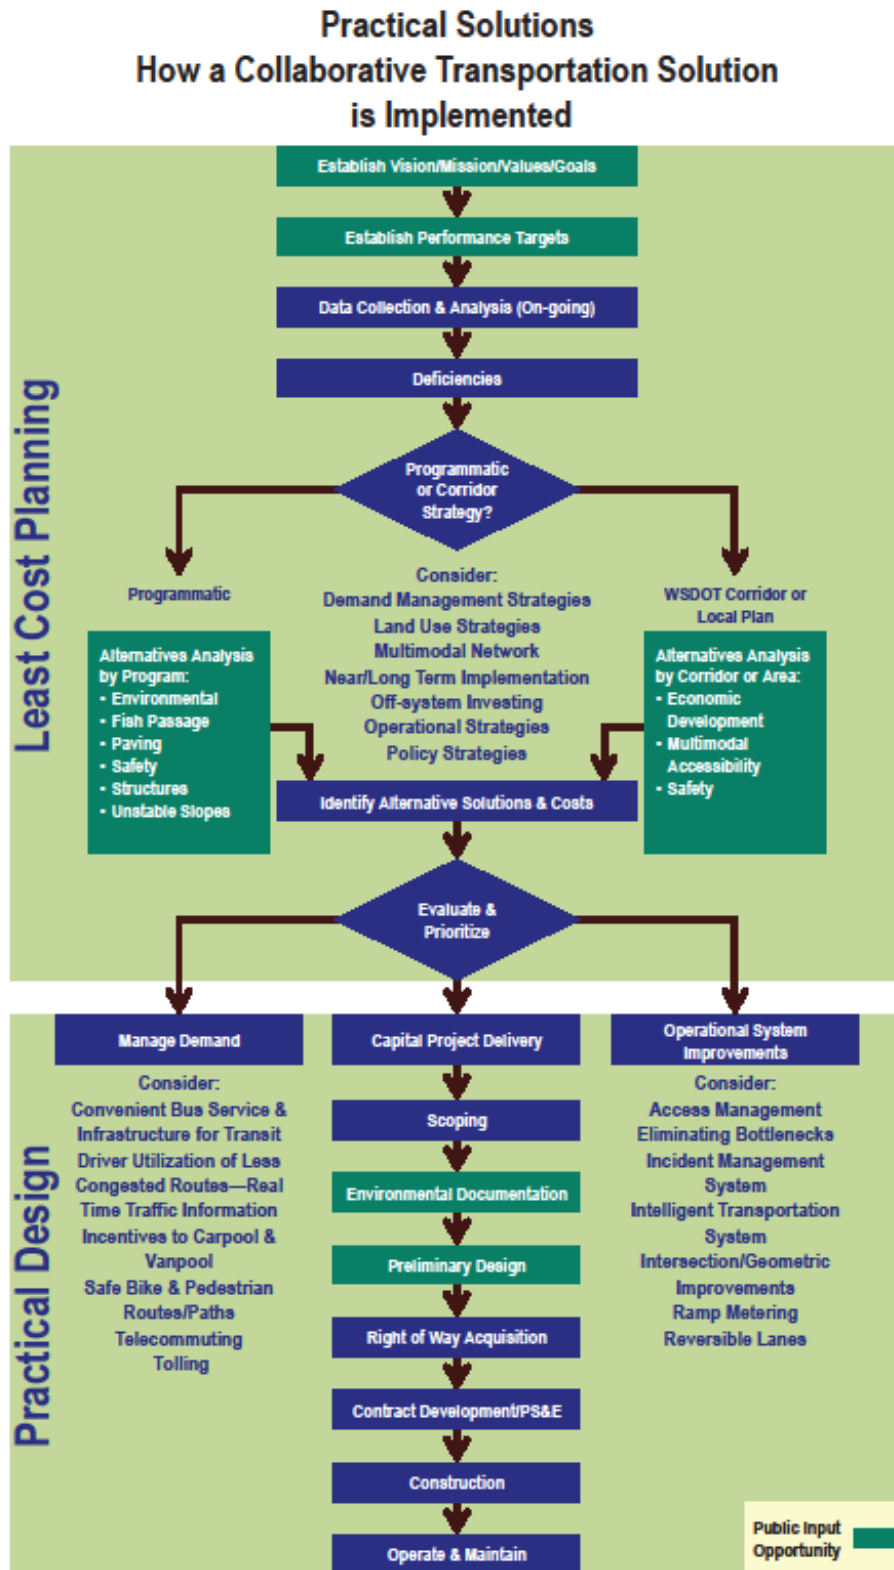 Practical Solutions
How a Collaborative Transportation Solution
is Implemented
Least Cost Planning
Establish Vision/Mission/Values/Goals
Establish Performance Targets
Data Collection & Analysis (On-going)
Deficiencies
Programmatic
or Corridor
Strategy?
Programmatic
Alternatives Analysis
by Program:
- Environmental
- Fish Passage
- Paving
- Safety
- Structures
- Unstable Slopes
Consider:
Demand Management Strategies
Land Use Strategies
Multimodal Network
Near/Long Term Implementation
Off-system Investing
Operational Strategies
Policy Strategies
WSDOT Corridor or
Local Plan
Alternatives Analysis
by Corridor or Area:
- Economic
Development
- Multimodal
Accessibility
- Safety
Identify Alternative Solutions & Costs
Evaluate &
Prioritize
Practical Design
Manage Demand
Consider:
Convenient Bus Service &
Infrastructure for Transit
Driver Utilization of Less
Congested Routes—Real
Time Traffic Information
Incentives to Carpool &
Vanpool
Safe Bike & Pedestrian
Routes/Paths
Telecommuting
Tolling
Capital Project Delivery
Scoping
Environmental Documentation
Preliminary Design
Right of Way Acquisition
Contract Development/PS&E
Construction
Operate & Maintain
Operational System
Improvements
Consider:
Access Management
Eliminating Bottlenecks
Incident Management
System
Intelligent Transportation
System
Intersection/Geometric
Improvements
Ramp Metering
Reversible Lanes
Public Input
Opportunity